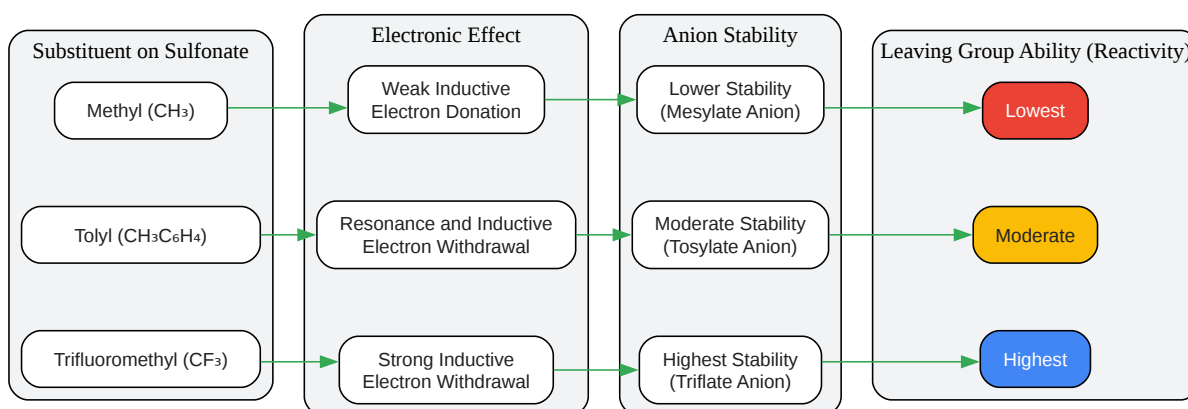 Substituent on Sulfonate
Methyl (CH₃)
Tolyl (CH₃C₆H₄)
Trifluoromethyl (CF₃)
Electronic Effect
Weak Inductive
Electron Donation
Resonance and Inductive
Electron Withdrawal
Strong Inductive
Electron Withdrawal
Anion Stability
Lower Stability
(Mesylate Anion)
Moderate Stability
(Tosylate Anion)
Highest Stability
(Triflate Anion)
Leaving Group Ability (Reactivity)
Lowest
Moderate
Highest